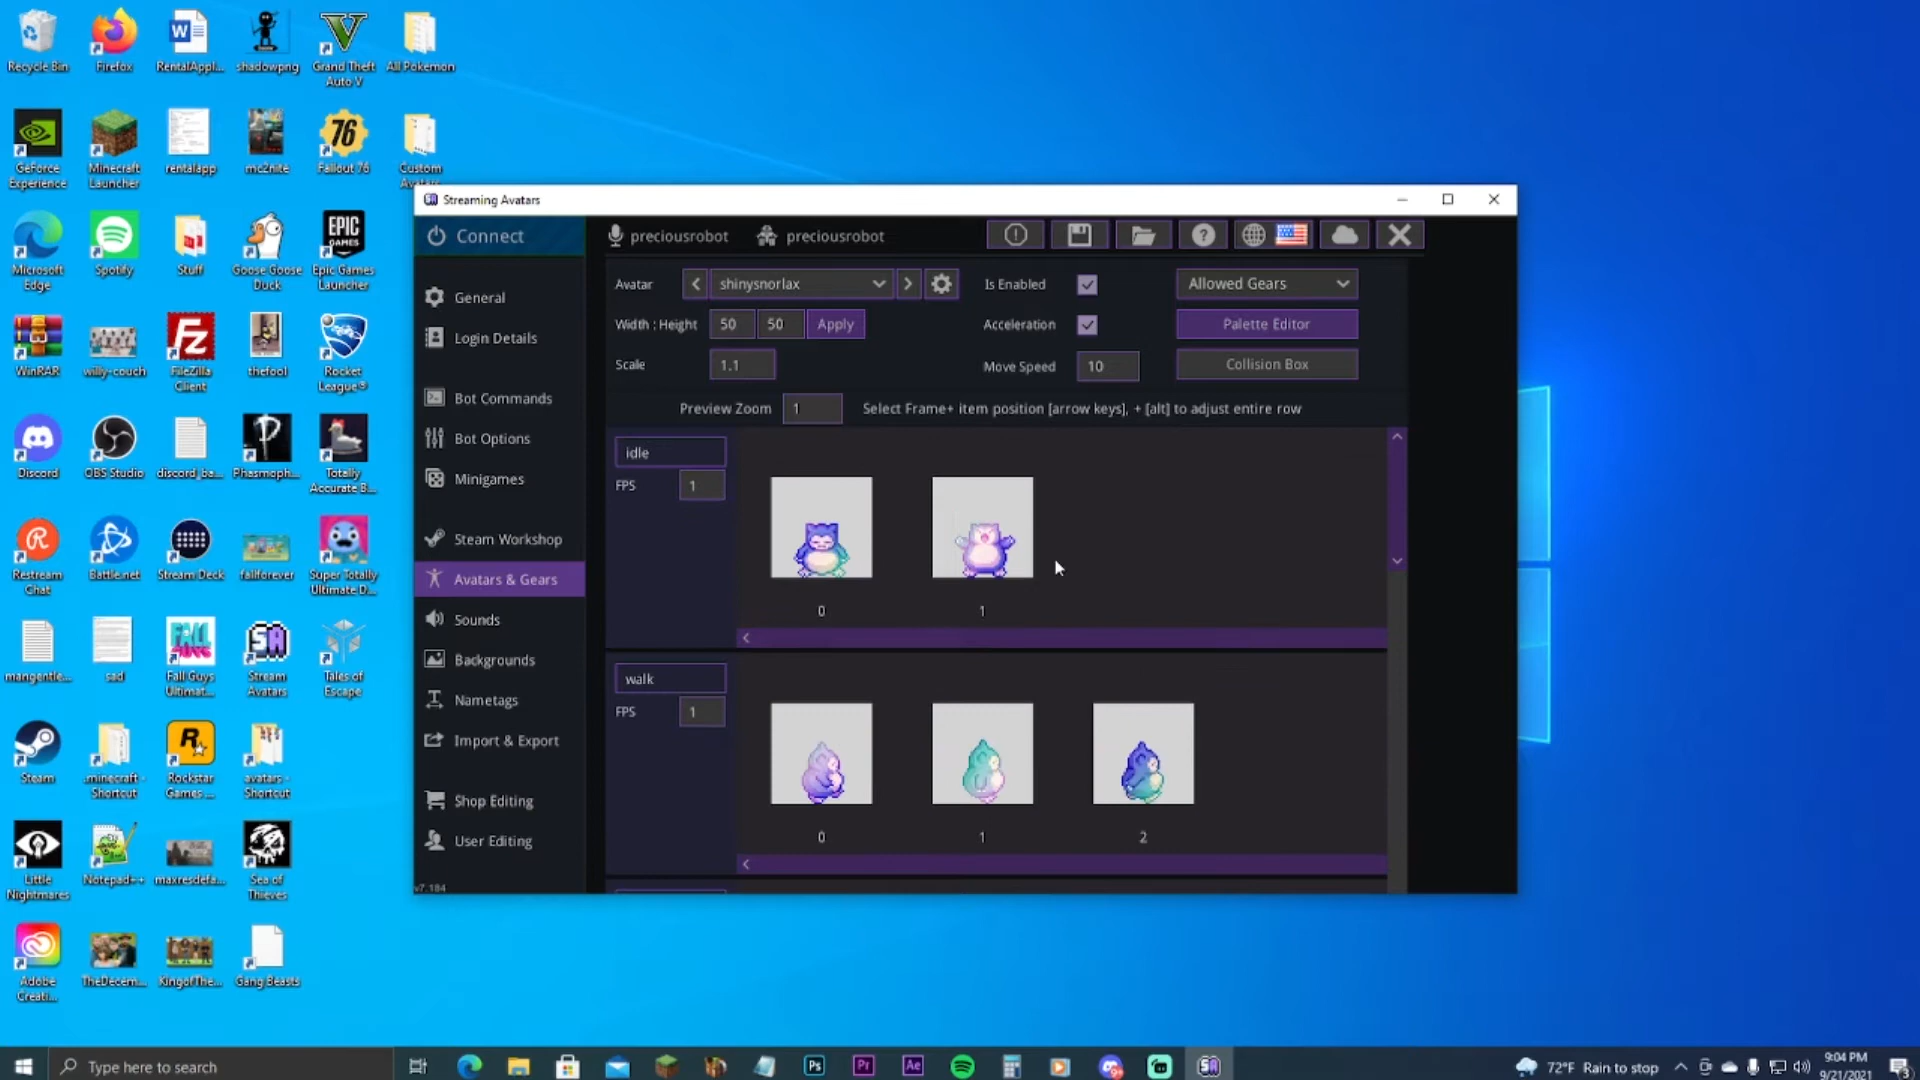 Recycle Bin
Firefox
RentalAppl...
shadowpng
Grand Theft Auto V
All Pokemon
GeForce Experience
Minecraft Launcher
rentalapp
mc2nite
Fallout 76
Custom Avatars
Microsoft Edge
Spotify
Stuff
Goose Goose Duck
Epic Games Launcher
WinRAR
willy-couch
FileZilla Client
thefool
Rocket League®
Discord
OBS Studio
discord_ba...
Phasmoph...
Totally Accurate B...
Restream Chat
Battle.net
Stream Deck
fallforever
Super Totally Ultimate D...
mangentle...
sad
Fall Guys Ultimat...
Stream Avatars
Tales of Escape
Steam
.minecraft - Shortcut
Rockstar Games ...
avatars - Shortcut
Little Nightmares
Notepad++
maxresdefa...
Sea of Thieves
Adobe Creati...
TheDecem...
KingofThe...
Gang Beasts
Streaming Avatars
Connect
preciousrobot
preciousrobot
General
Login Details
Bot Commands
Bot Options
Minigames
Steam Workshop
Avatars & Gears
Sounds
Backgrounds
Nametags
Import & Export
Shop Editing
User Editing
v7.184
Avatar
shinysnorlax
Is Enabled
Allowed Gears
Width : Height
50
50
Apply
Acceleration
Palette Editor
Scale
1.1
Move Speed
10
Collision Box
Preview Zoom
1
Select Frame+ item position [arrow keys], + [alt] to adjust entire row
idle
FPS
1
0
1
walk
FPS
1
0
1
2
Type here to search
72°F Rain to stop
9:04 PM
9/21/2021